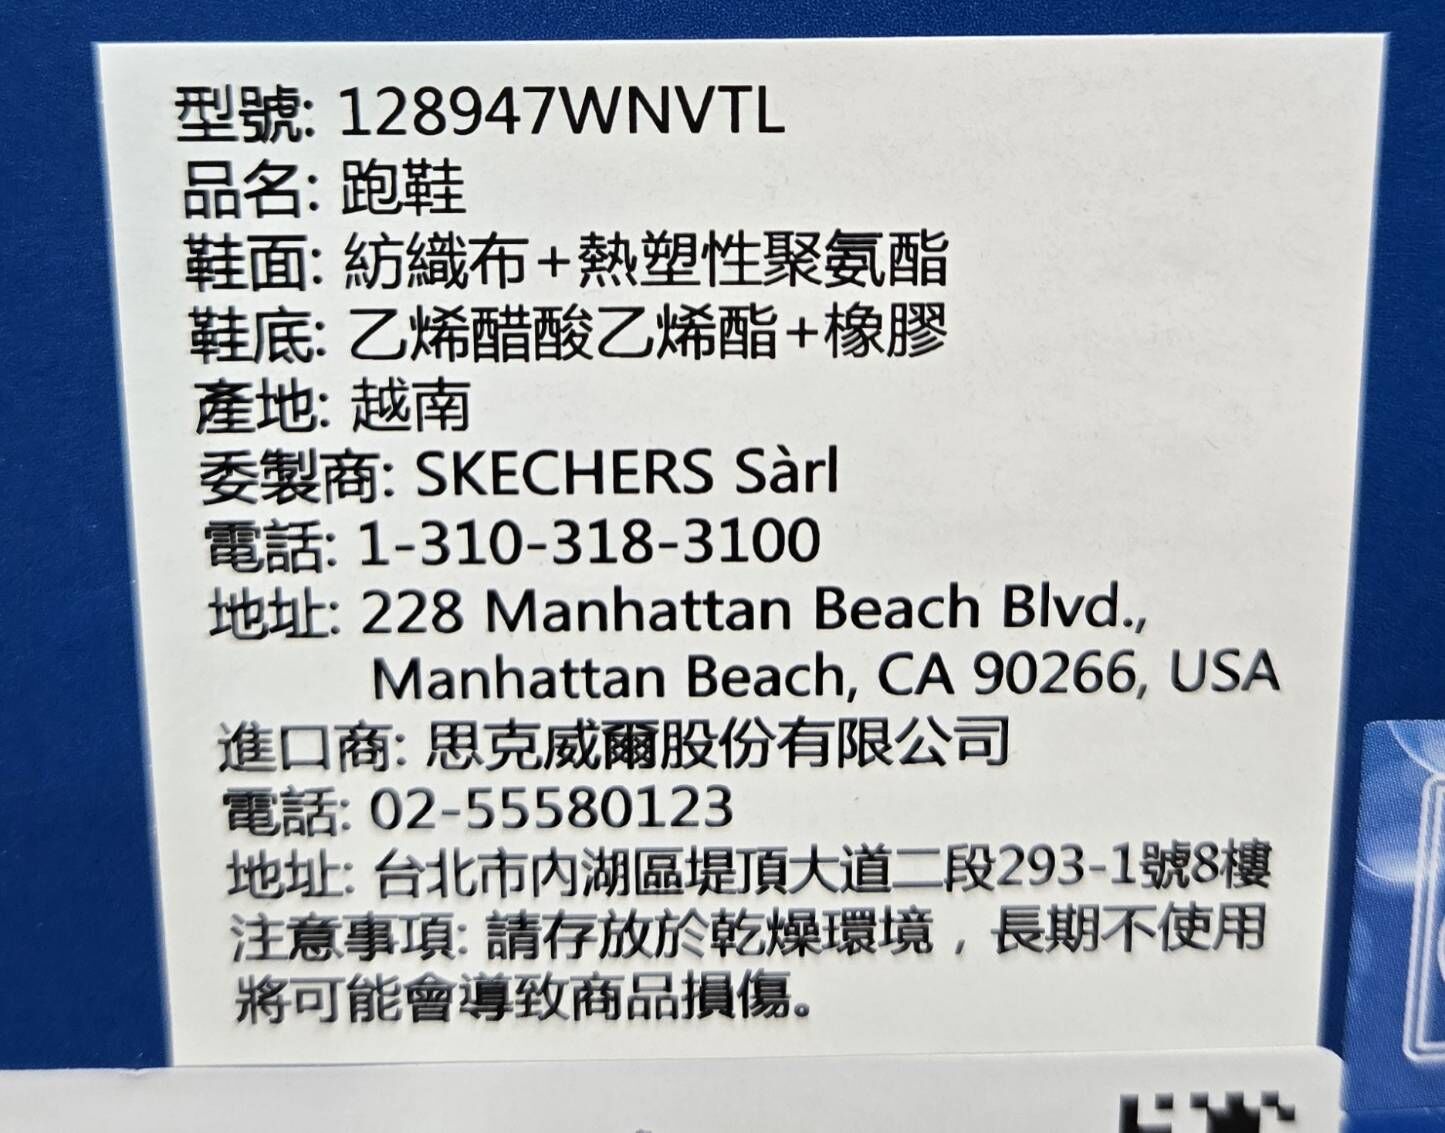 型號: 128947WNVTL
品名: 跑鞋
鞋面: 紡織布+熱塑性聚氨酯
鞋底: 乙烯醋酸乙烯酯+橡膠
產地: 越南
委製商: SKECHERS Sàrl
電話: 1-310-318-3100
地址: 228 Manhattan Beach Blvd.,
Manhattan Beach, CA 90266, USA
進口商: 思克威爾股份有限公司
電話: 02-55580123
地址: 台北市內湖區堤頂大道二段293-1號8樓
注意事項: 請存放於乾燥環境，長期不使用
將可能會導致商品損傷。